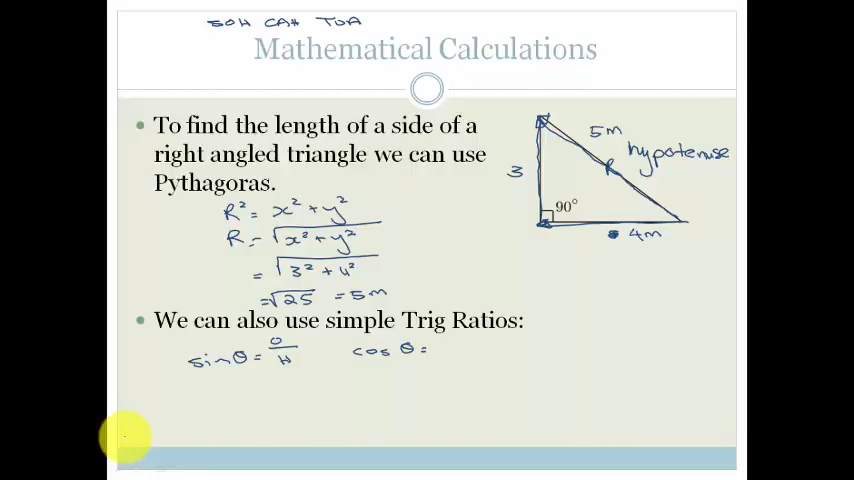 SOH CAH TOA
Mathematical Calculations
• To find the length of a side of a
right angled triangle we can use
Pythagoras.
R² = x² + y²
R = √x² + y²
= √3² + 4²
= √25 = 5m
5m
hypotenuse
R
3
90°
4m
• We can also use simple Trig Ratios:
sinθ = O/H cos θ =